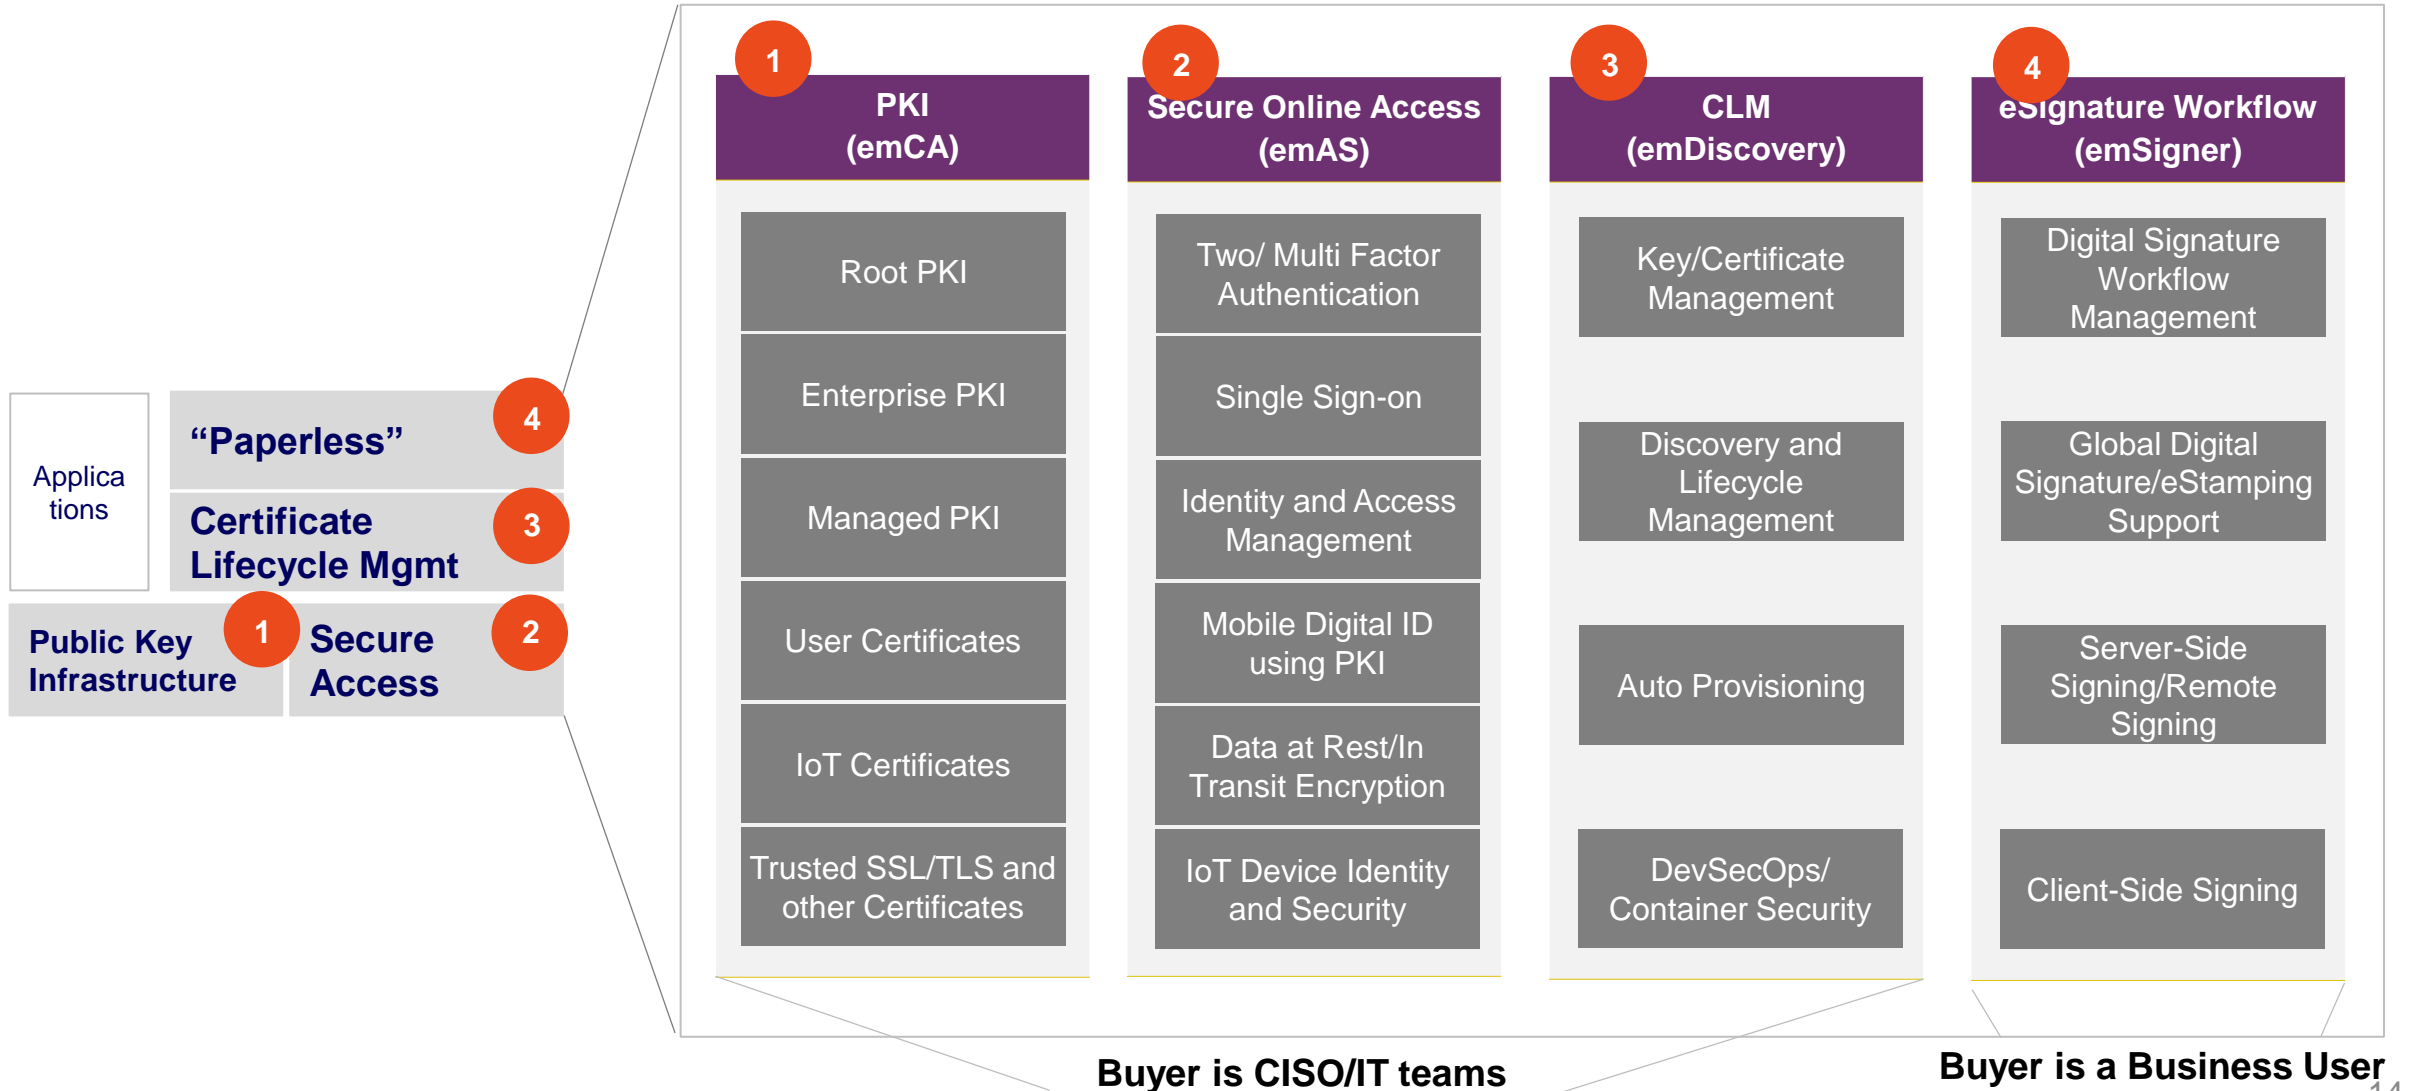 Applica
tions
“Paperless”
4
Certificate
Lifecycle Mgmt
3
Public Key
Infrastructure
1
Secure
Access
2
1
PKI
(emCA)
Root PKI
Enterprise PKI
Managed PKI
User Certificates
IoT Certificates
Trusted SSL/TLS and
other Certificates
2
Secure Online Access
(emAS)
Two/ Multi Factor
Authentication
Single Sign-on
Identity and Access
Management
Mobile Digital ID
using PKI
Data at Rest/In
Transit Encryption
IoT Device Identity
and Security
3
CLM
(emDiscovery)
Key/Certificate
Management
Discovery and
Lifecycle
Management
Auto Provisioning
DevSecOps/
Container Security
4
eSignature Workflow
(emSigner)
Digital Signature
Workflow
Management
Global Digital
Signature/eStamping
Support
Server-Side
Signing/Remote
Signing
Client-Side Signing
Buyer is CISO/IT teams
Buyer is a Business User
14